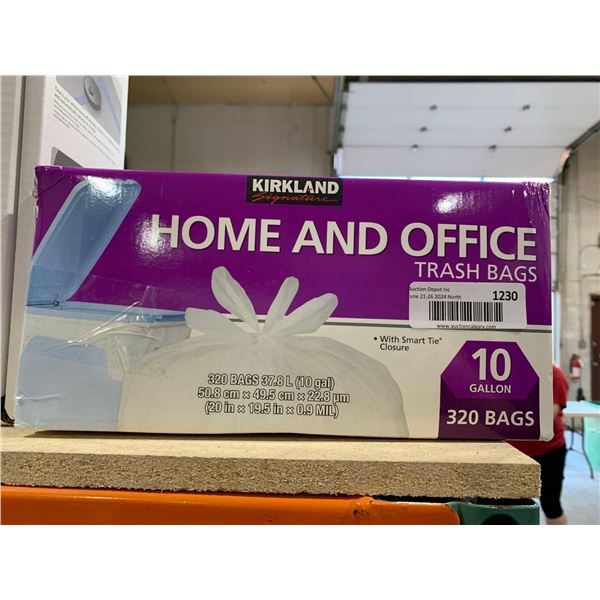 KIRKLAND
Signature
HOME AND OFFICE
TRASH BAGS
Auction Depot Inc
June 21-26 2024 North
1230
www.auctioncalgary.com
• With Smart Tie®
Closure
320 BAGS 37.8 L (10 gal)
50.8 cm × 49.5 cm × 22.8 µm
(20 in × 19.5 in × 0.9 MIL)
10
GALLON
320 BAGS